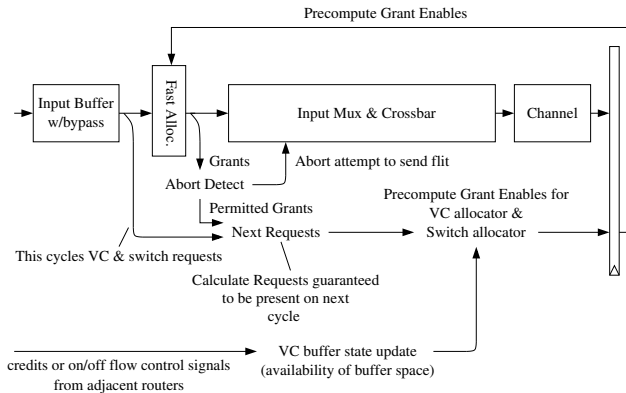 Precompute Grant Enables
Input Buffer
w/bypass
Fast Alloc.
Input Mux & Crossbar
Channel
Grants
Abort attempt to send flit
Abort Detect
Permitted Grants
Precompute Grant Enables for
VC allocator &
Switch allocator
Next Requests
This cycles VC & switch requests
Calculate Requests guaranteed
to be present on next
cycle
credits or on/off flow control signals
from adjacent routers
VC buffer state update
(availability of buffer space)